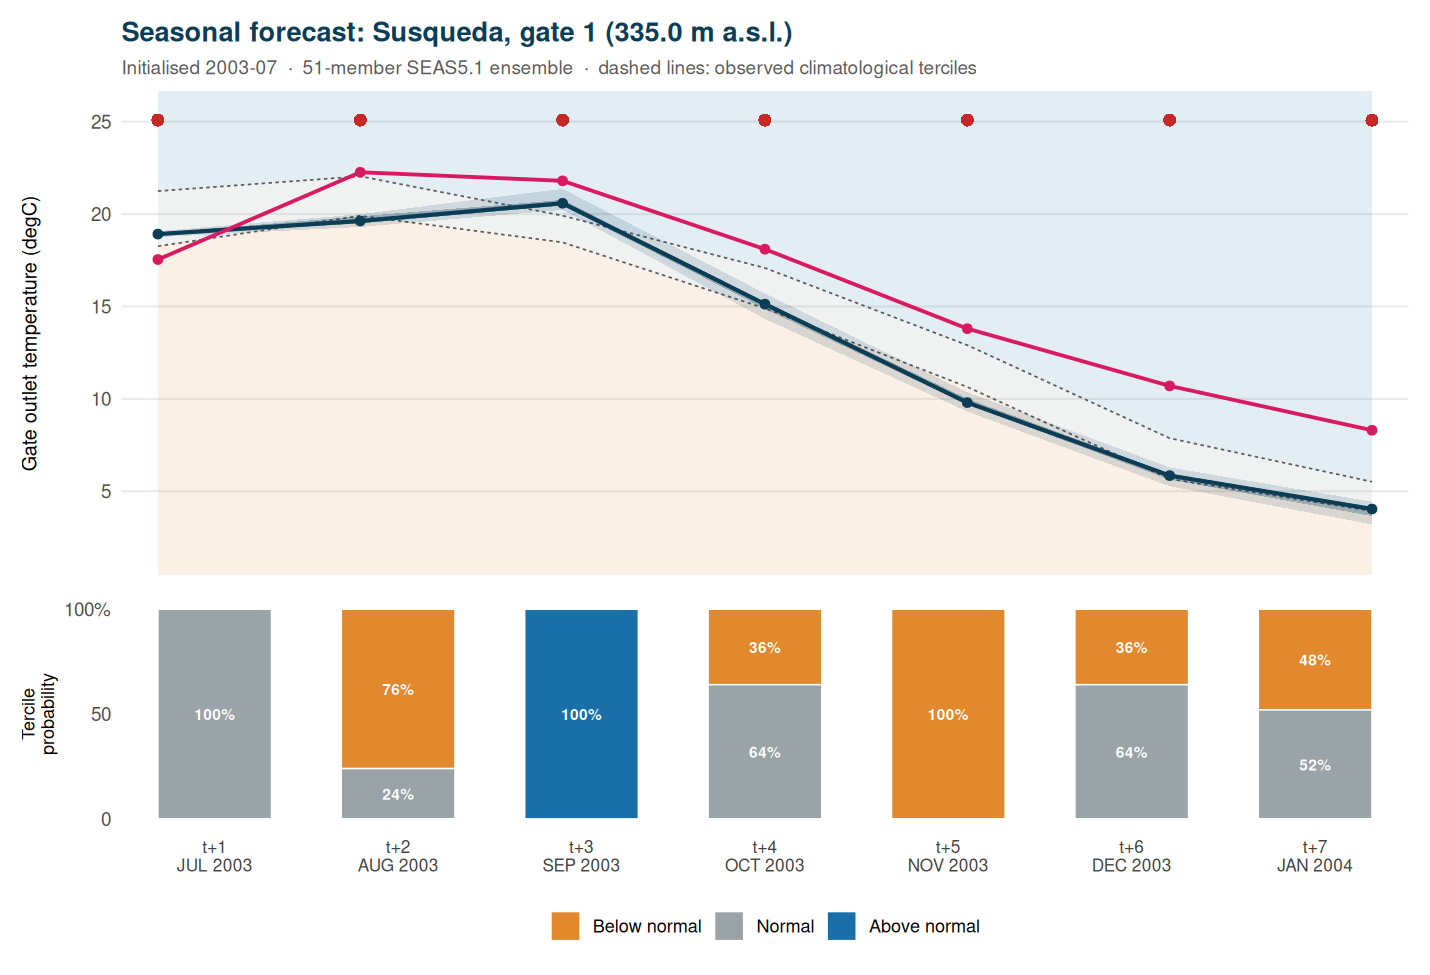 Seasonal forecast: Susqueda, gate 1 (335.0 m a.s.l.)
Initialised 2003-07 · 51-member SEAS5.1 ensemble · dashed lines: observed climatological terciles
Gate outlet temperature (degC)
25
20
15
10
5
Tercile
probability
100%
50
0
100%
76%
24%
100%
36%
64%
100%
36%
64%
48%
52%
t+1
JUL 2003
t+2
AUG 2003
t+3
SEP 2003
t+4
OCT 2003
t+5
NOV 2003
t+6
DEC 2003
t+7
JAN 2004
Below normal
Normal
Above normal